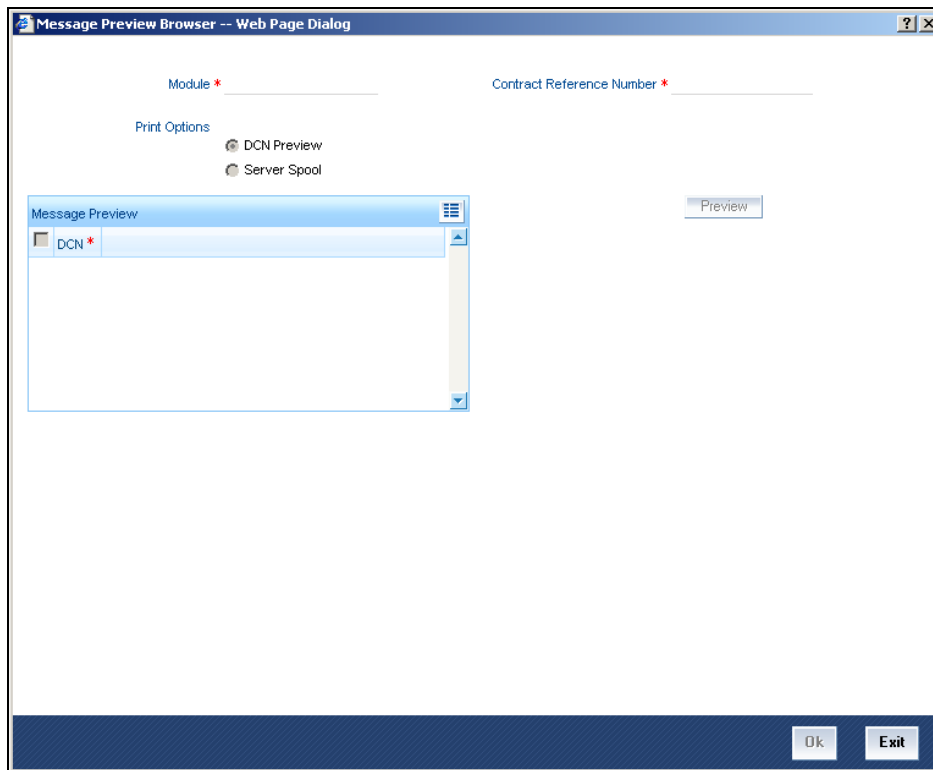 Message Preview Browser -- Web Page Dialog
Module * Contract Reference Number *
Print Options
DCN Preview
Server Spool
Message Preview
Preview
DCN *
Ok Exit